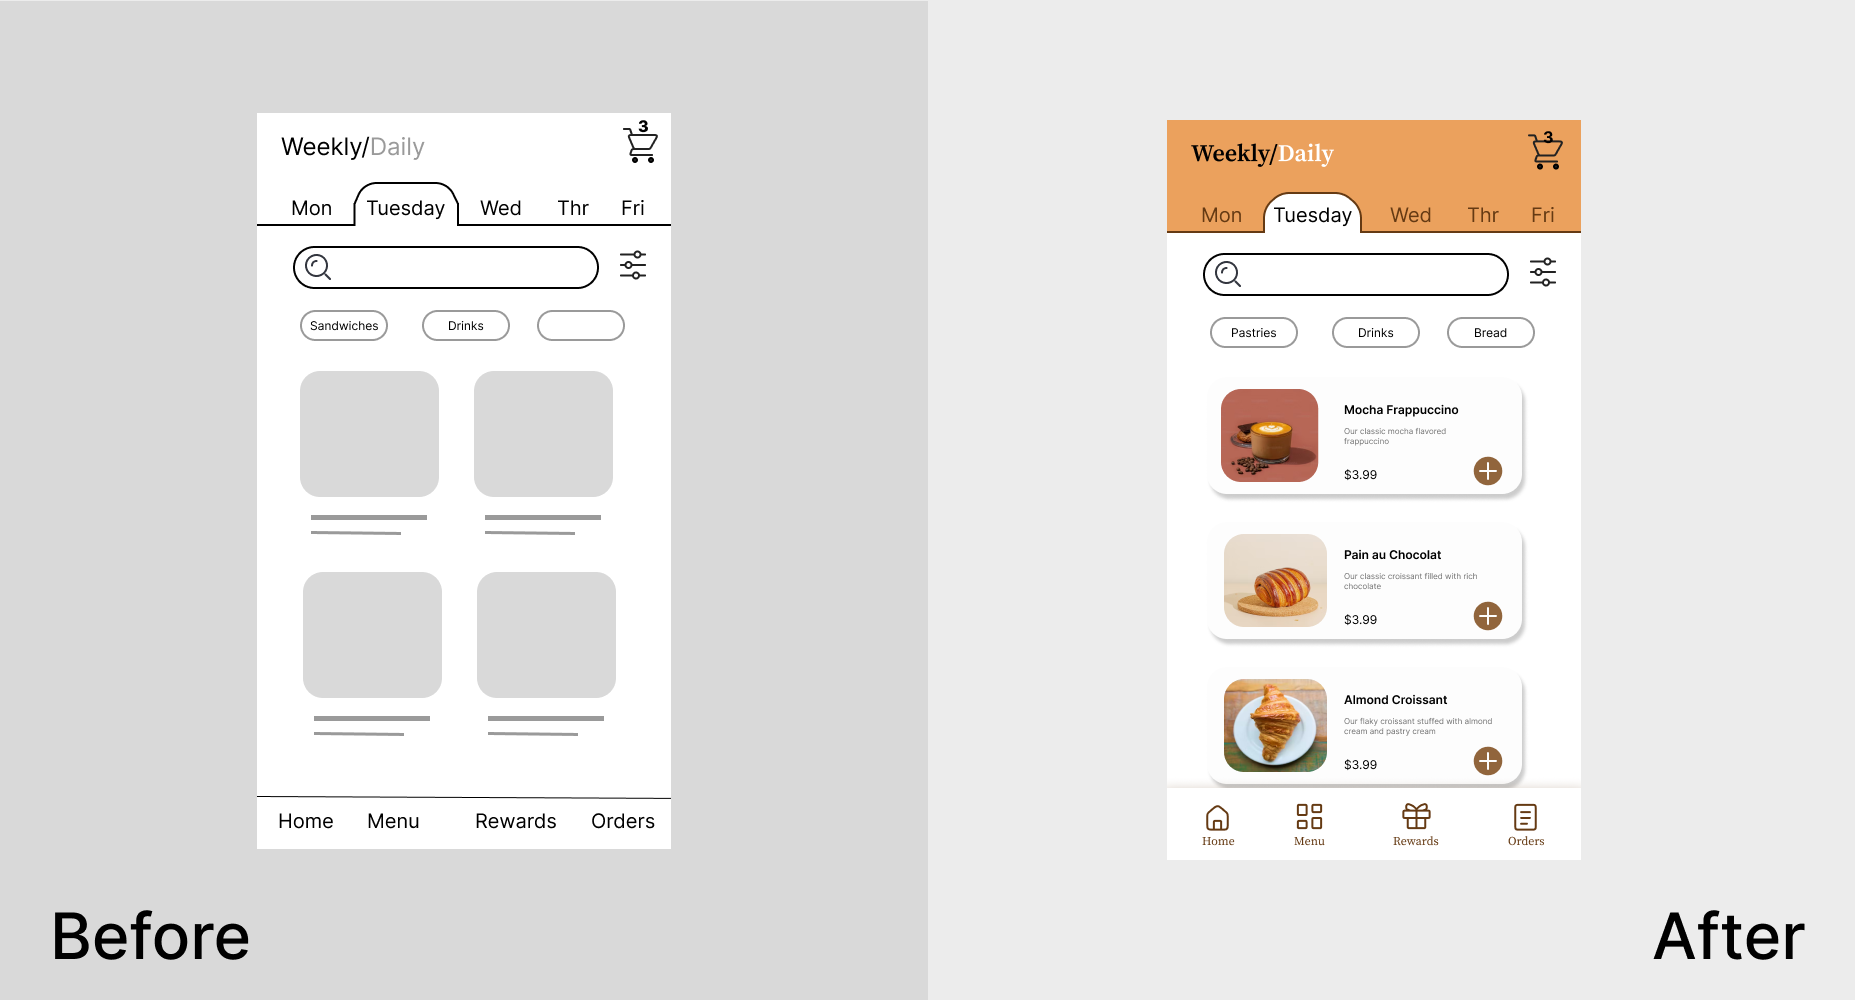 Weekly/Daily
3
Mon Tuesday Wed Thr Fri
Sandwiches Drinks
Home Menu Rewards Orders
Before
Weekly/Daily
3
Mon Tuesday Wed Thr Fri
Pastries Drinks Bread
Mocha Frappuccino
Our classic mocha flavored
frappuccino
$3.99
Pain au Chocolat
Our classic croissant filled with rich
chocolate
$3.99
Almond Croissant
Our flaky croissant stuffed with almond
cream and pastry cream
$3.99
Home Menu Rewards Orders
After